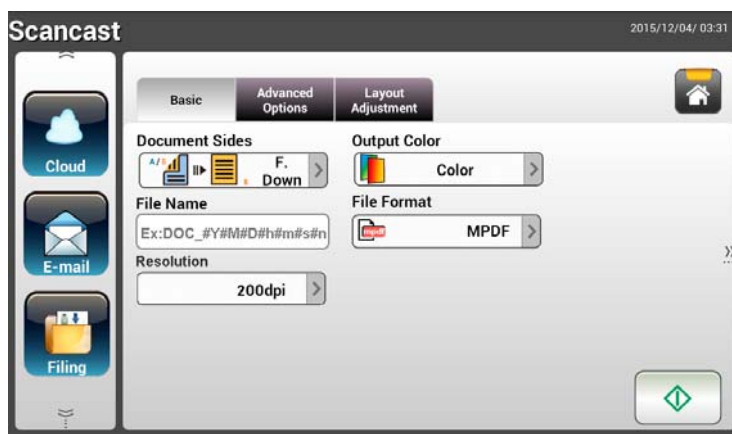 Scancast
2015/12/04/ 03:31
Cloud
E-mail
Filing
Basic
Advanced
Options
Layout
Adjustment
Document Sides
A/B
F.
Down
Output Color
Color
File Name
Ex:DOC_#Y#M#D#h#m#s#n
File Format
mpdf
MPDF
Resolution
200dpi